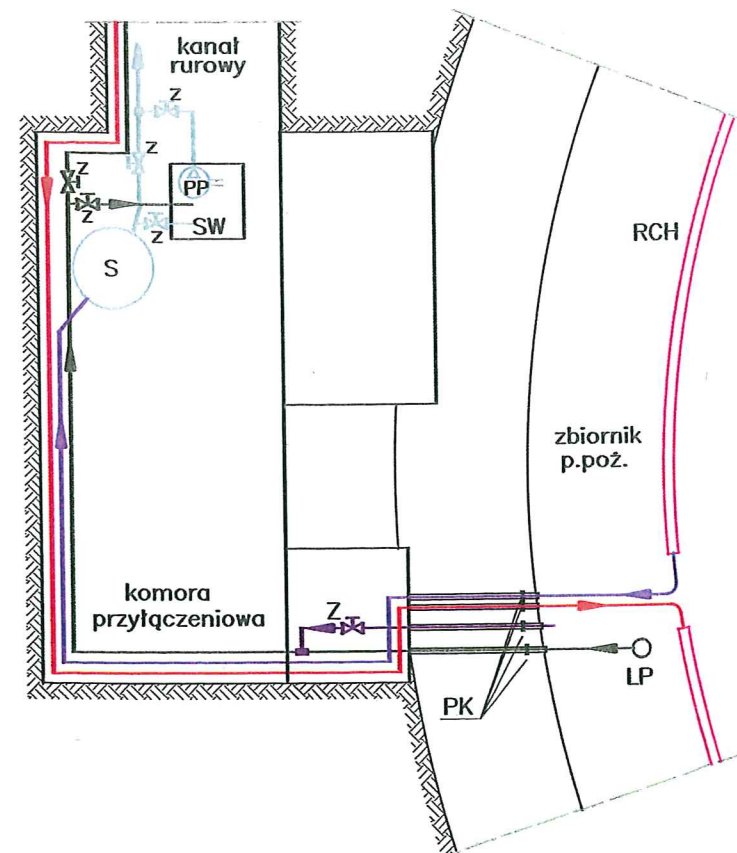 kanał
rurowy
z
z
z
z
z
PP
SW
S
RCH
zbiornik
p.poż.
komora
przyłączeniowa
Z
LP
PK